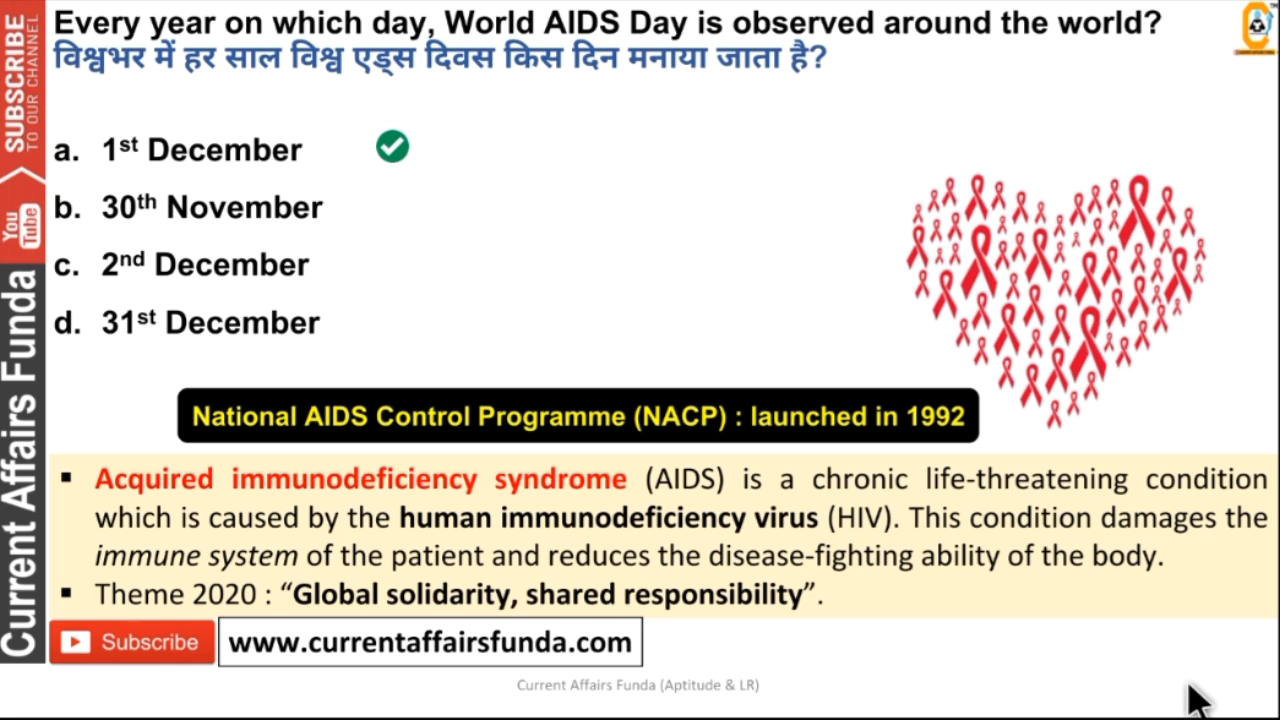 Every year on which day, World AIDS Day is observed around the world?
विश्वभर में हर साल विश्व एड्स दिवस किस दिन मनाया जाता है?
a. 1st December
b. 30th November
c. 2nd December
d. 31st December
National AIDS Control Programme (NACP) : launched in 1992
▪ Acquired immunodeficiency syndrome (AIDS) is a chronic life-threatening condition
which is caused by the human immunodeficiency virus (HIV). This condition damages the
immune system of the patient and reduces the disease-fighting ability of the body.
▪ Theme 2020 : “Global solidarity, shared responsibility”.
Subscribe
www.currentaffairsfunda.com
Current Affairs Funda (Aptitude & LR)
SUBSCRIBE
TO OUR CHANNEL
You
Tube
Current Affairs Funda